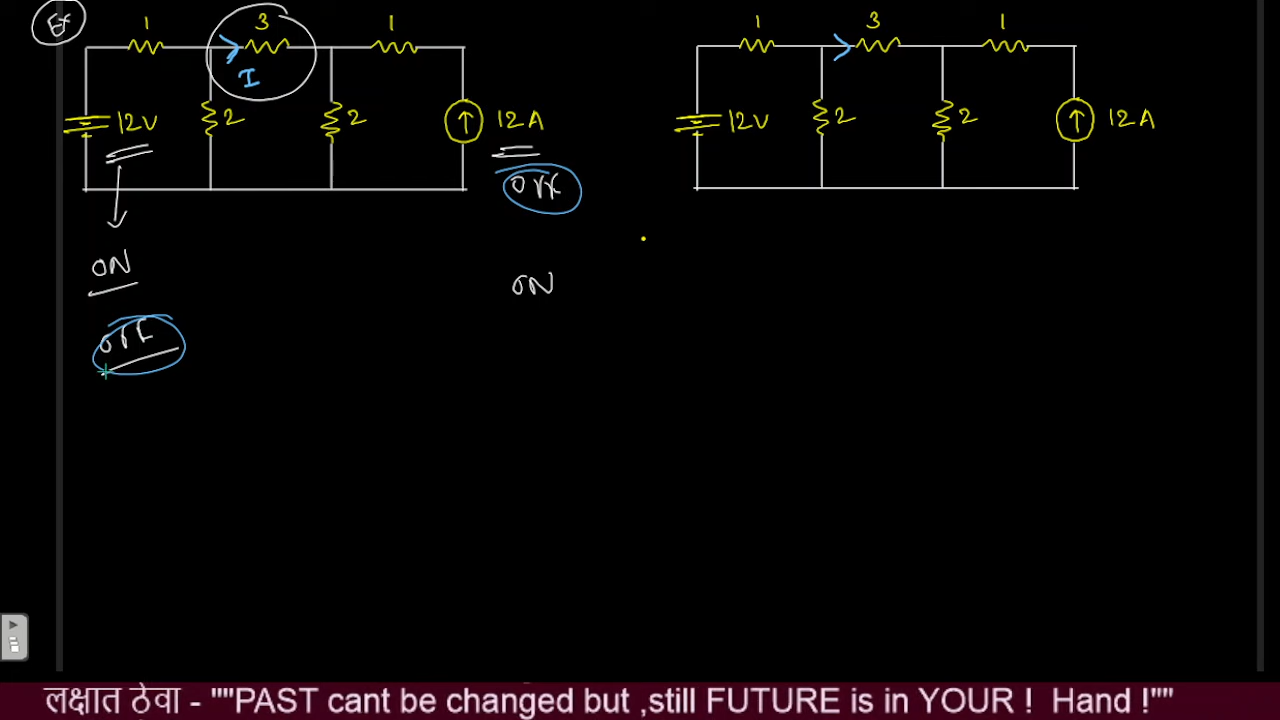 Ex
1 3 1
I
12V 2 2 12A
OFF
ON
ON
OFF
1 3 1
12V 2 2 12A
लक्षात ठेवा - ""PAST cant be changed but ,still FUTURE is in YOUR ! Hand !""